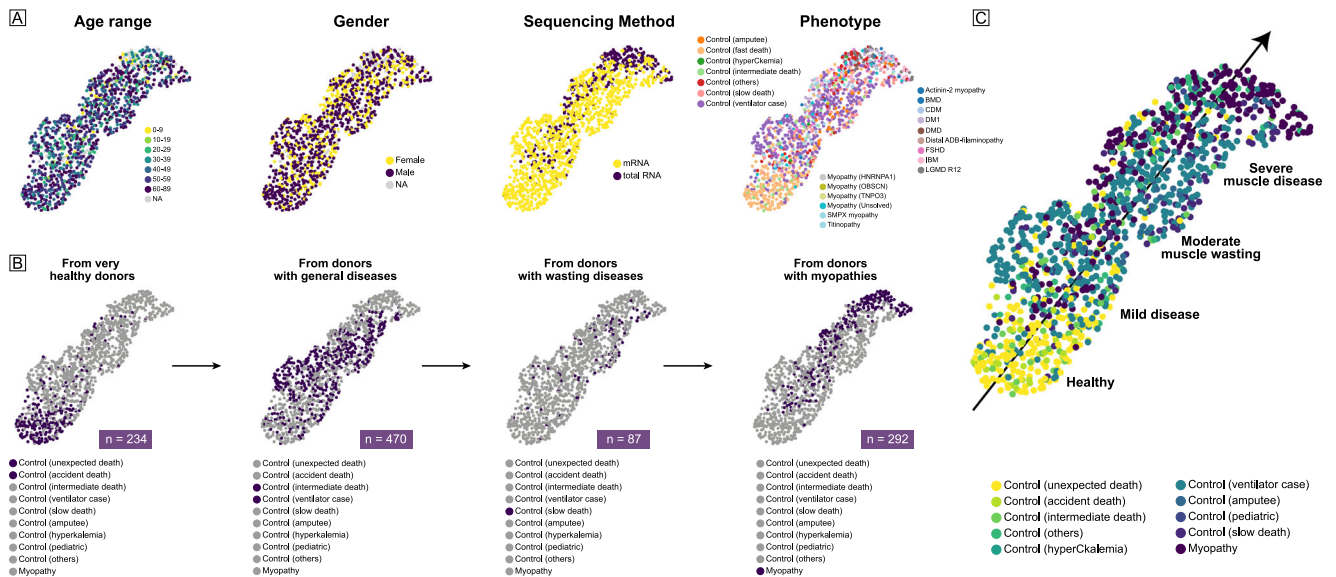 A
Age range
0-9
10-19
20-29
30-39
40-49
50-59
60-89
NA
Gender
Female
Male
NA
Sequencing Method
mRNA
total RNA
Phenotype
Control (amputee)
Control (fast death)
Control (hyperCkemia)
Control (intermediate death)
Control (others)
Control (slow death)
Control (ventilator case)
Actinin-2 myopathy
BMD
CDM
DM1
DMD
Distal ADB-filaminopathy
FSHD
IBM
LGMD R12
Myopathy (HNRNPA1)
Myopathy (OBSCN)
Myopathy (TNPO3)
Myopathy (Unsolved)
SMPX myopathy
Titinopathy
B
From very
healthy donors
n = 234
Control (unexpected death)
Control (accident death)
Control (intermediate death)
Control (ventilator case)
Control (slow death)
Control (amputee)
Control (hyperkalemia)
Control (pediatric)
Control (others)
Myopathy
From donors
with general diseases
n = 470
Control (unexpected death)
Control (accident death)
Control (intermediate death)
Control (ventilator case)
Control (slow death)
Control (amputee)
Control (hyperkalemia)
Control (pediatric)
Control (others)
Myopathy
From donors
with wasting diseases
n = 87
Control (unexpected death)
Control (accident death)
Control (intermediate death)
Control (ventilator case)
Control (slow death)
Control (amputee)
Control (hyperkalemia)
Control (pediatric)
Control (others)
Myopathy
From donors
with myopathies
n = 292
Control (unexpected death)
Control (accident death)
Control (intermediate death)
Control (ventilator case)
Control (slow death)
Control (amputee)
Control (hyperkalemia)
Control (pediatric)
Control (others)
Myopathy
C
Severe
muscle disease
Moderate
muscle wasting
Mild disease
Healthy
Control (unexpected death)
Control (accident death)
Control (intermediate death)
Control (others)
Control (hyperCkalemia)
Control (ventilator case)
Control (amputee)
Control (pediatric)
Control (slow death)
Myopathy